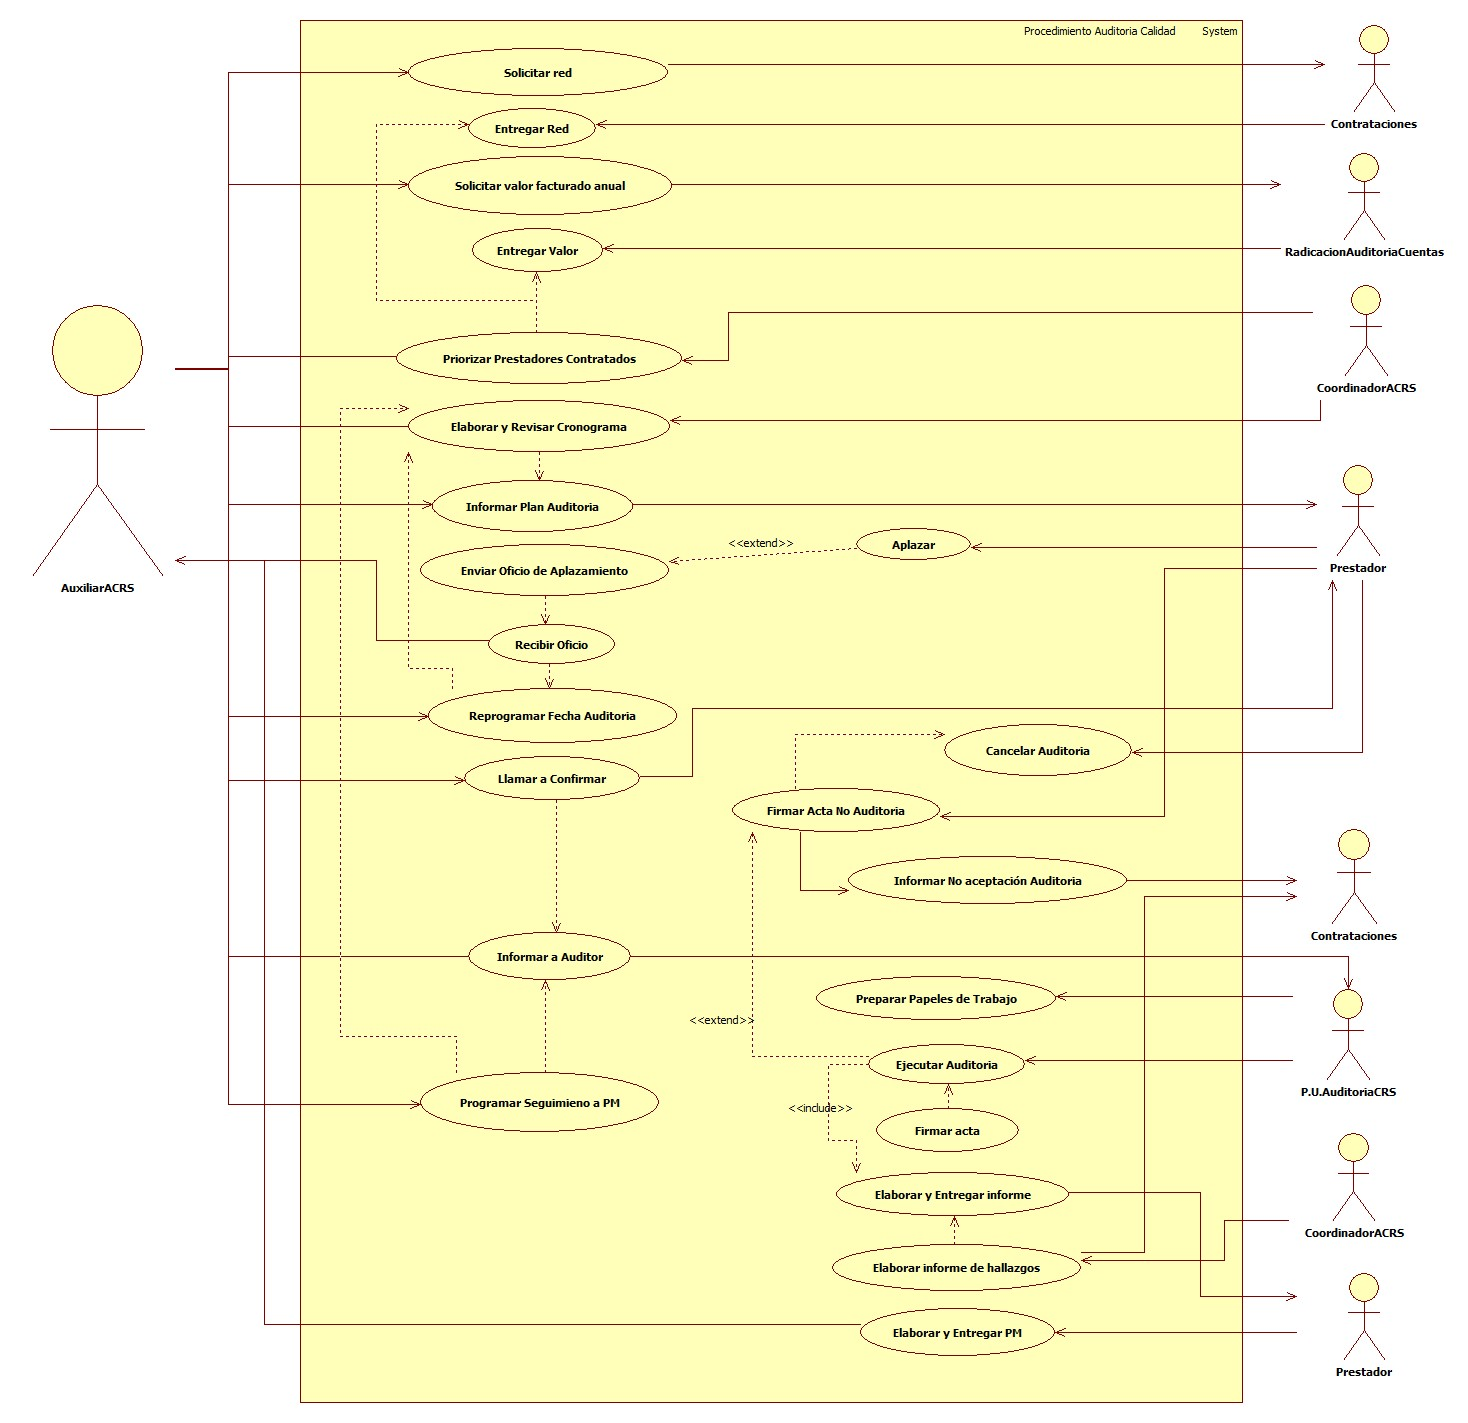 Procedimiento Auditoria Calidad System
Solicitar red
Contrataciones
Entregar Red
Solicitar valor facturado anual
Entregar Valor
RadicacionAuditoriaCuentas
Priorizar Prestadores Contratados
CoordinadorACRS
Elaborar y Revisar Cronograma
Informar Plan Auditoria
<<extend>>
Aplazar
Enviar Oficio de Aplazamiento
Prestador
AuxiliarACRS
Recibir Oficio
Reprogramar Fecha Auditoria
Cancelar Auditoria
Llamar a Confirmar
Firmar Acta No Auditoria
Informar No aceptación Auditoria
Contrataciones
Informar a Auditor
Preparar Papeles de Trabajo
<<extend>>
Ejecutar Auditoria
P.U.AuditoriaCRS
Programar Seguimieno a PM
<<include>>
Firmar acta
Elaborar y Entregar informe
CoordinadorACRS
Elaborar informe de hallazgos
Elaborar y Entregar PM
Prestador